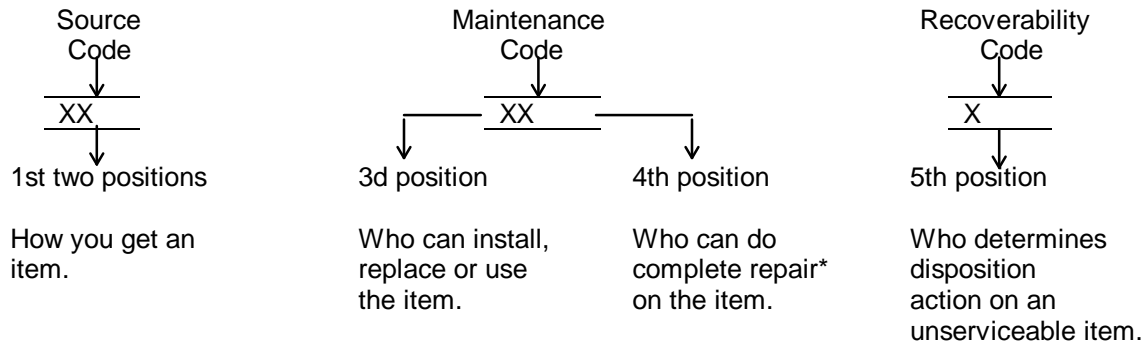 Source
Code
XX
1st two positions
How you get an
item.
Maintenance
Code
XX
3d position
Who can install,
replace or use
the item.
4th position
Who can do
complete repair*
on the item.
Recoverability
Code
X
5th position
Who determines
disposition
action on an
unserviceable item.